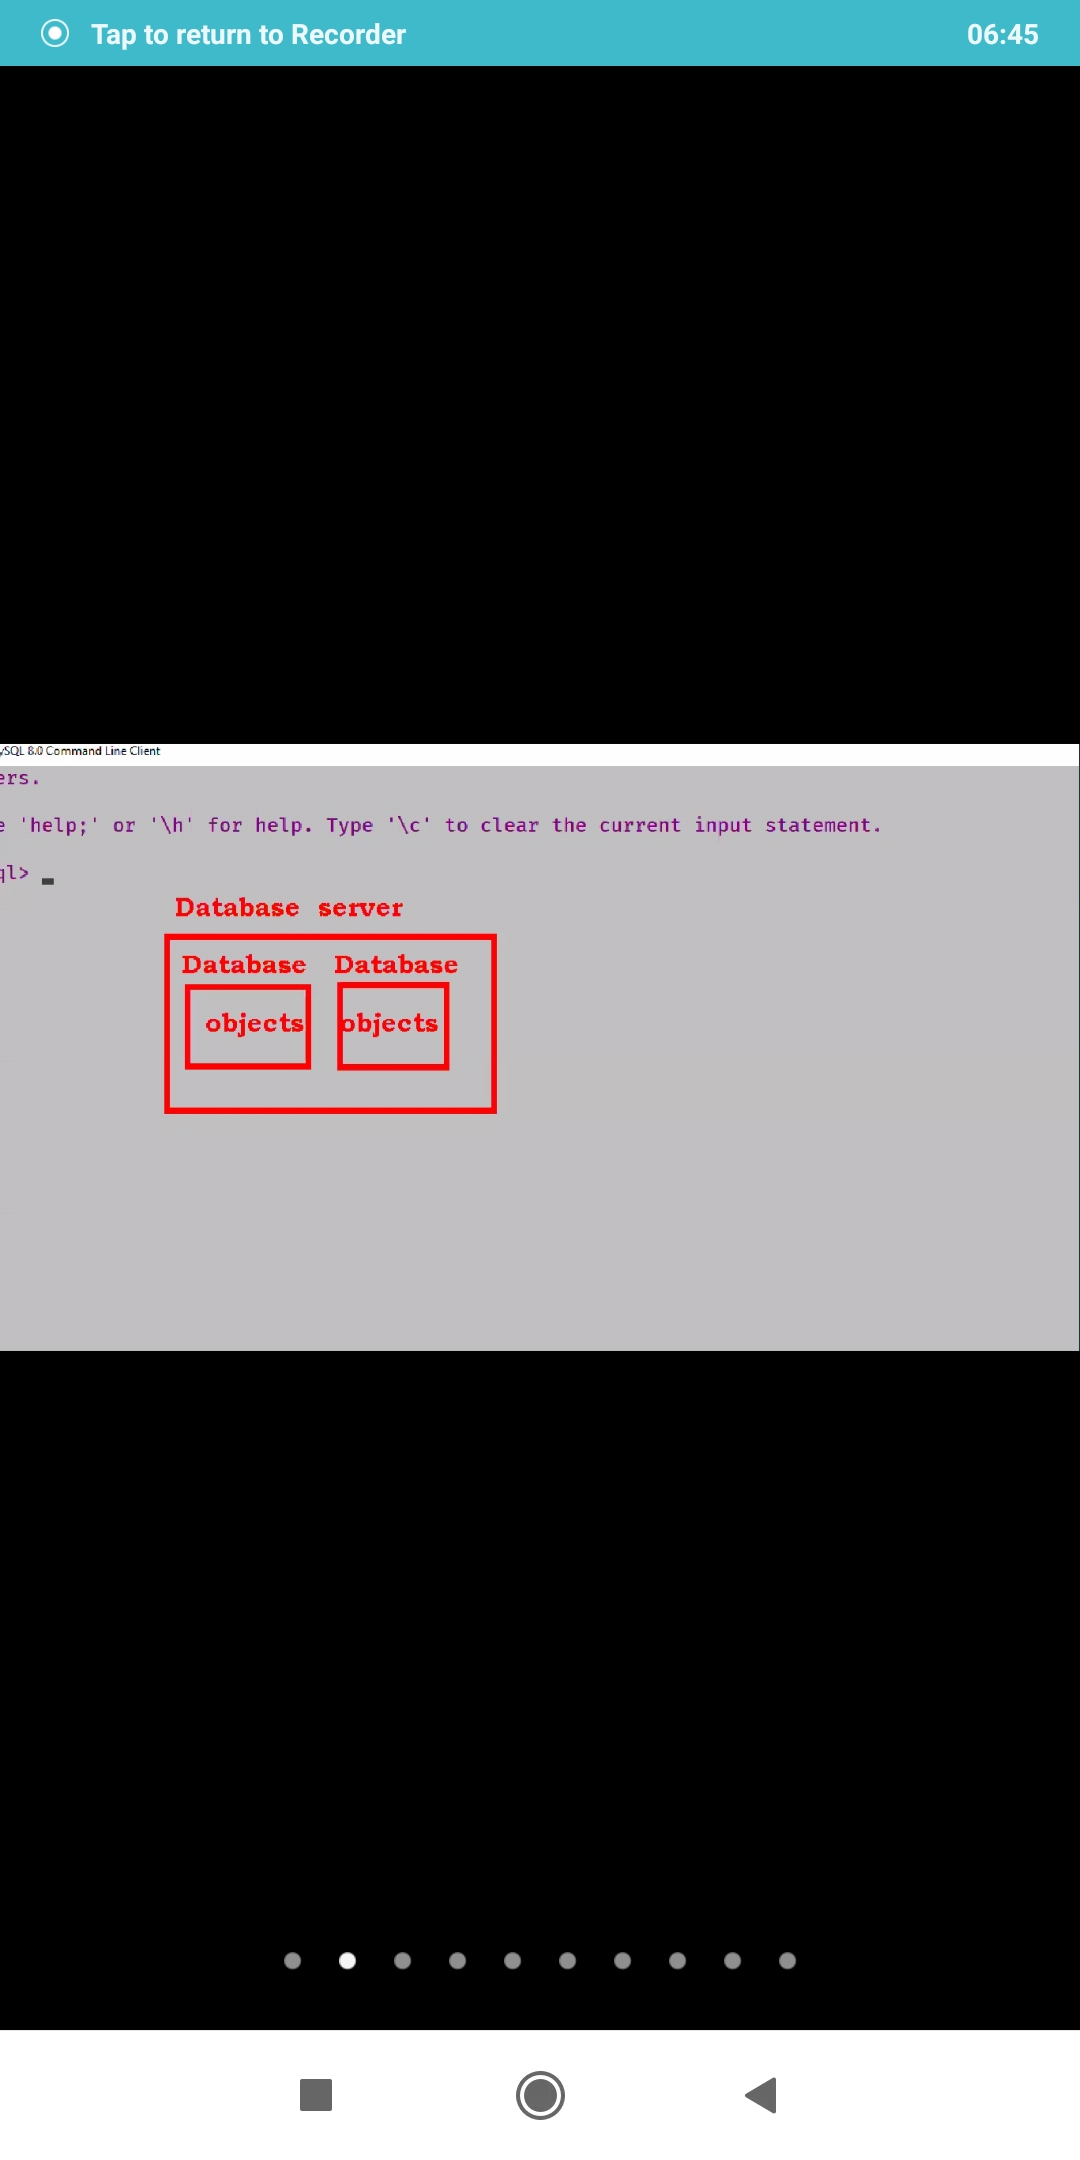 Tap to return to Recorder 06:45
ySQL 8.0 Command Line Client
ers.
e 'help;' or '\h' for help. Type '\c' to clear the current input statement.
ql>
Database server
Database Database
objects objects